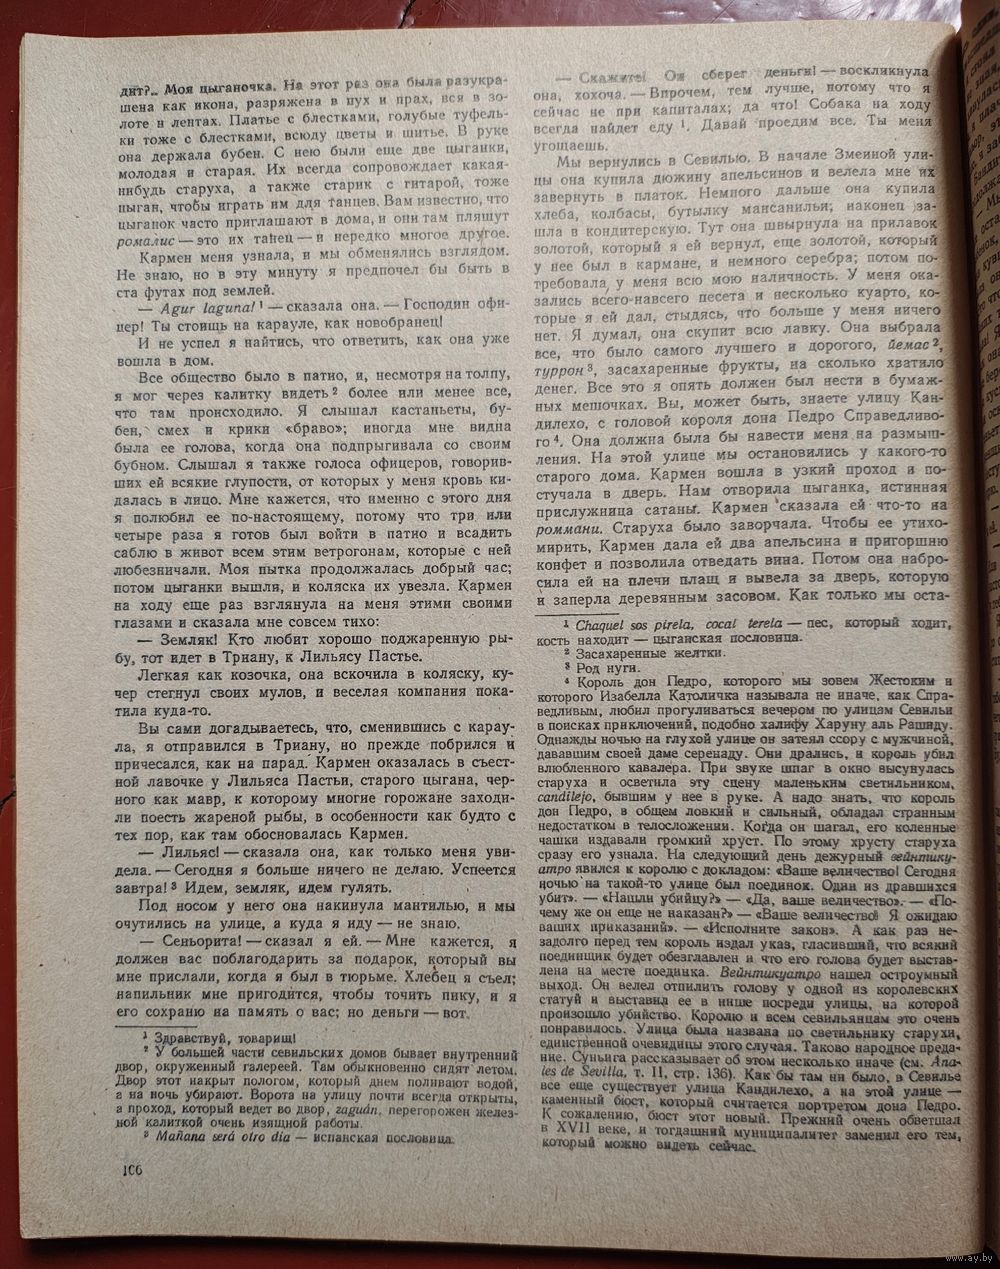 дит?.. Моя цыганочка. На этот раз она была разукра-
шена как икона, разряжена в пух и прах, вся в зо-
лоте и лентах. Платье с блестками, голубые туфель-
ки тоже с блестками, всюду цветы и шитье. В руке
она держала бубен. С нею были еще две цыганки,
молодая и старая. Их всегда сопровождает какая-
нибудь старуха, а также старик с гитарой, тоже
цыган, чтобы играть им для танцев. Вам известно, что
цыганок часто приглашают в дома, и они там пляшут
ромалис — это их танец — и нередко многое другое.
Кармен меня узнала, и мы обменялись взглядом.
Не знаю, но в эту минуту я предпочел бы быть в
ста футах под землей.
— Agur laguna! ¹ — сказала она. — Господин офи-
цер! Ты стоишь на карауле, как новобранец!
И не успел я найтись, что ответить, как она уже
вошла в дом.
Все общество было в патио, и, несмотря на толпу,
я мог через калитку видеть ² более или менее все,
что там происходило. Я слышал кастаньеты, бу-
бен, смех и крики «браво»; иногда мне видна
была ее голова, когда она подпрыгивала со своим
бубном. Слышал я также голоса офицеров, говорив-
ших ей всякие глупости, от которых у меня кровь ки-
далась в лицо. Мне кажется, что именно с этого дня
я полюбил ее по-настоящему, потому что три или
четыре раза я готов был войти в патио и всадить
саблю в живот всем этим ветрогонам, которые с ней
любезничали. Моя пытка продолжалась добрый час;
потом цыганки вышли, и коляска их увезла. Кармен
на ходу еще раз взглянула на меня этими своими
глазами и сказала мне совсем тихо:
— Земляк! Кто любит хорошо поджаренную ры-
бу, тот идет в Триану, к Лильясу Пастье.
Легкая как козочка, она вскочила в коляску, ку-
чер стегнул своих мулов, и веселая компания пока-
тила куда-то.
Вы сами догадываетесь, что, сменившись с карау-
ла, я отправился в Триану, но прежде побрился и
причесался, как на парад. Кармен оказалась в съест-
ной лавочке у Лильяса Пастьи, старого цыгана, чер-
ного как мавр, к которому многие горожане заходи-
ли поесть жареной рыбы, в особенности как будто с
тех пор, как там обосновалась Кармен.
— Лильяс! — сказала она, как только меня уви-
дела. — Сегодня я больше ничего не делаю. Успеется
завтра! ³ Идем, земляк, идем гулять.
Под носом у него она накинула мантилью, и мы
очутились на улице, а куда я иду — не знаю.
— Сеньорита! — сказал я ей. — Мне кажется, я
должен вас поблагодарить за подарок, который вы
мне прислали, когда я был в тюрьме. Хлебец я съел;
напильник мне пригодится, чтобы точить пику, и я
его сохраню на память о вас; но деньги — вот.
¹ Здравствуй, товарищ!
² У большей части севильских домов бывает внутренний
двор, окруженный галереей. Там обыкновенно сидят летом.
Двор этот накрыт пологом, который днем поливают водой,
а на ночь убирают. Ворота на улицу почти всегда открыты,
а проход, который ведет во двор, zaguán, перегорожен желез-
ной калиткой очень изящной работы.
³ Mañana será otro dia — испанская пословица.
166
— Скажите! Он сберег деньги! — воскликнула
она, хохоча. — Впрочем, тем лучше, потому что я
сейчас не при капиталах; да что! Собака на ходу
всегда найдет еду ¹. Давай проедим все. Ты меня
угощаешь.
Мы вернулись в Севилью. В начале Змеиной ули-
цы она купила дюжину апельсинов и велела мне их
завернуть в платок. Немного дальше она купила
хлеба, колбасы, бутылку мансанильи; наконец за-
шла в кондитерскую. Тут она швырнула на прилавок
золотой, который я ей вернул, еще золотой, который
у нее был в кармане, и немного серебра; потом по-
требовала у меня всю мою наличность. У меня ока-
зались всего-навсего песета и несколько куарто, ко-
торые я ей дал, стыдясь, что больше у меня ничего
нет. Я думал, она скупит всю лавку. Она выбрала
все, что было самого лучшего и дорогого, йемас ²,
туррон ³, засахаренные фрукты, на сколько хватило
денег. Все это я опять должен был нести в бумаж-
ных мешочках. Вы, может быть, знаете улицу Кан-
дилехо, с головой короля дона Педро Справедливо-
го ⁴. Она должна была бы навести меня на размыш-
ления. На этой улице мы остановились у какого-то
старого дома. Кармен вошла в узкий проход и по-
стучала в дверь. Нам отворила цыганка, истинная
прислужница сатаны. Кармен сказала ей что-то на
роммани. Старуха было заворчала. Чтобы ее утихо-
мирить, Кармен дала ей два апельсина и пригоршню
конфет и позволила отведать вина. Потом она набро-
сила ей на плечи плащ и вывела за дверь, которую
и заперла деревянным засовом. Как только мы оста-
¹ Chaquel sos pirela, cocal terela — пес, который ходит,
кость находит — цыганская пословица.
² Засахаренные желтки.
³ Род нуги.
⁴ Король дон Педро, которого мы зовем Жестоким и
которого Изабелла Католичка называла не иначе, как Спра-
ведливым, любил прогуливаться вечером по улицам Севильи
в поисках приключений, подобно халифу Харуну аль Рашиду.
Однажды ночью на глухой улице он затеял ссору с мужчиной,
дававшим своей даме серенаду. Они дрались, и король убил
влюбленного кавалера. При звуке шпаг в окно высунулась
старуха и осветила эту сцену маленьким светильником,
candilejo, бывшим у нее в руке. А надо знать, что король
дон Педро, в общем ловкий и сильный, обладал странным
недостатком в телосложении. Когда он шагал, его коленные
чашки издавали громкий хруст. По этому хрусту старуха
сразу его узнала. На следующий день дежурный вейнтику-
атро явился к королю с докладом: «Ваше величество! Сегодня
ночью на такой-то улице был поединок. Один из дравшихся
убит». — «Нашли убийцу?» — «Да, ваше величество». — «По-
чему же он еще не наказан?» — «Ваше величество! Я ожидаю
ваших приказаний». — «Исполните закон». А как раз не-
задолго перед тем король издал указ, гласивший, что всякий
поединщик будет обезглавлен и что его голова будет выстав-
лена на месте поединка. Вейнтикуатро нашел остроумный
выход. Он велел отпилить голову у одной из королевских
статуй и выставил ее в нише посреди улицы, на которой
произошло убийство. Королю и всем севильянцам это очень
понравилось. Улица была названа по светильнику старухи,
единственной очевидицы этого случая. Таково народное преда-
ние. Суньига рассказывает об этом несколько иначе (см. Ana-
les de Sevilla, т. II, стр. 136). Как бы там ни было, в Севилье
все еще существует улица Кандилехо, а на этой улице —
каменный бюст, который считается портретом дона Педро.
К сожалению, бюст этот новый. Прежний очень обветшал
в XVII веке, и тогдашний муниципалитет заменил его тем,
который можно видеть сейчас.
www.ay.by